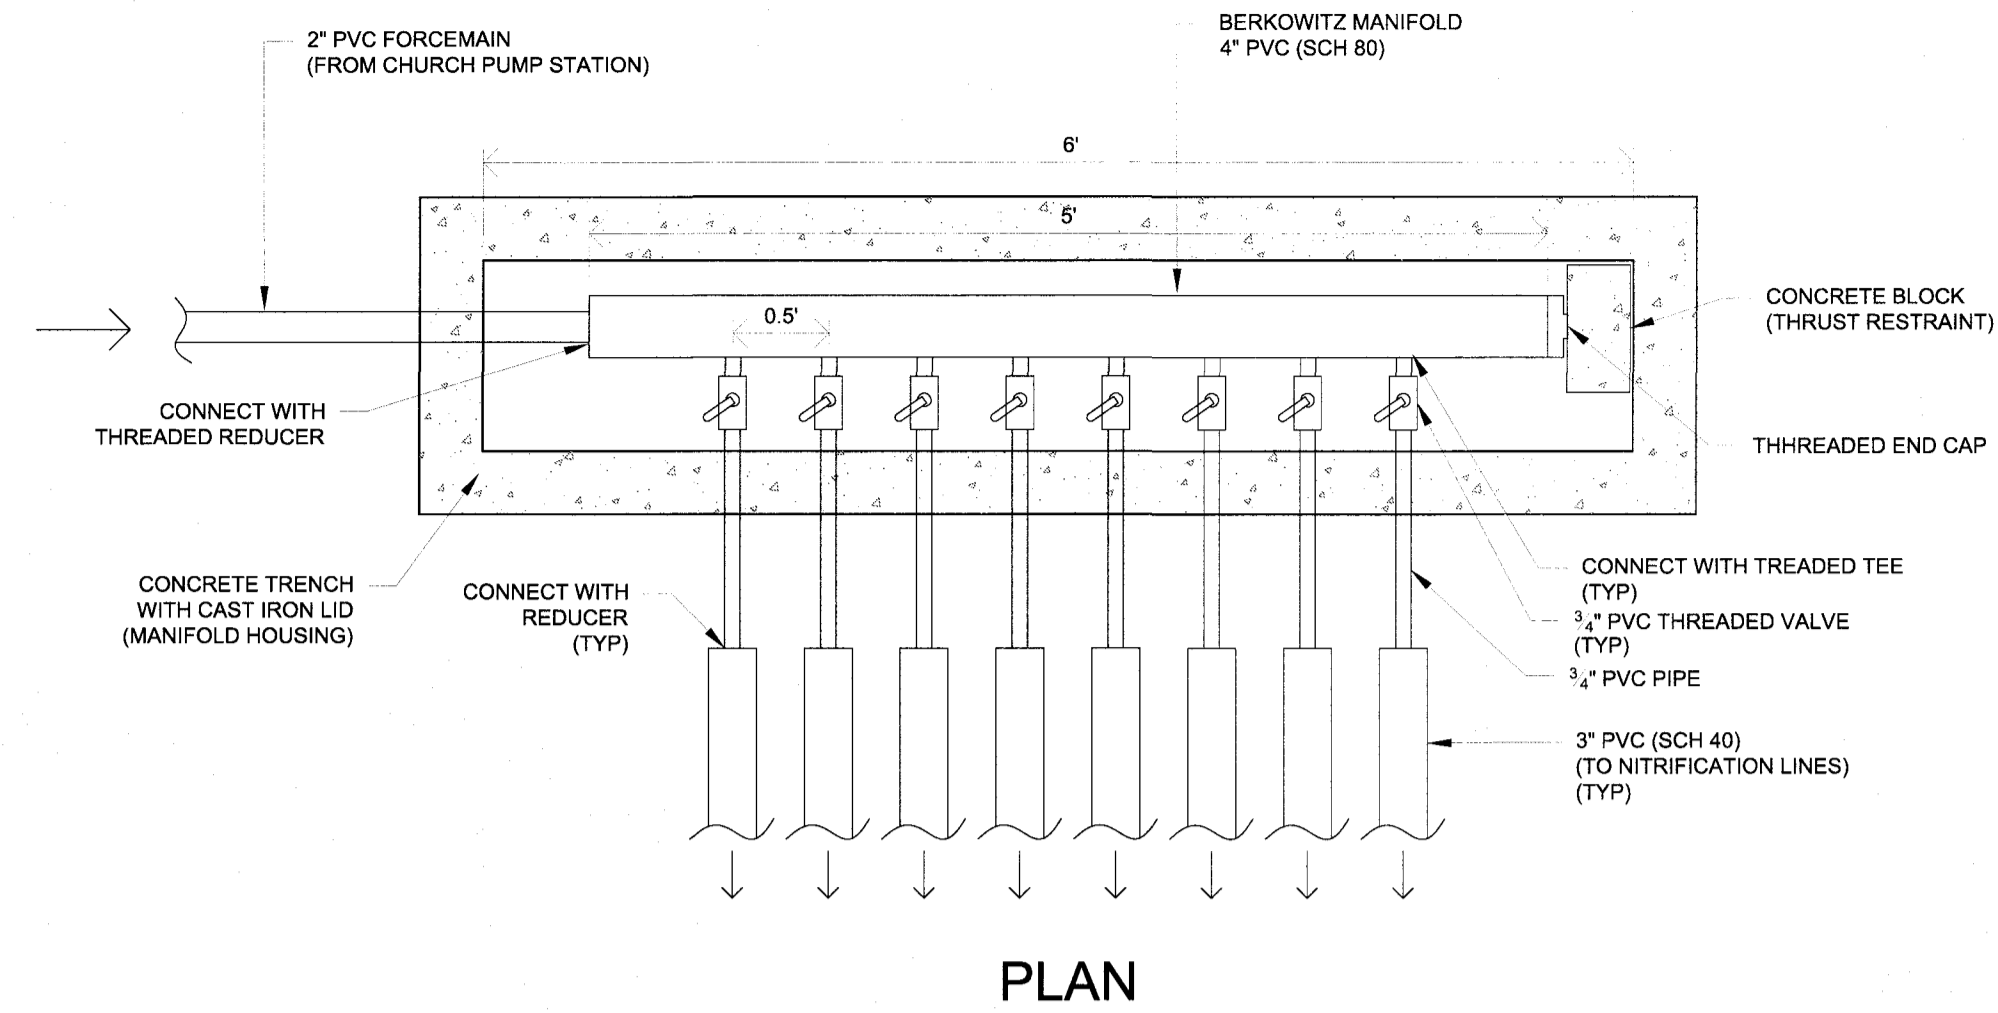 2" PVC FORCEMAIN
(FROM CHURCH PUMP STATION)
BERKOWITZ MANIFOLD
4" PVC (SCH 80)
6'
5'
0.5'
CONCRETE BLOCK
(THRUST RESTRAINT)
CONNECT WITH
THREADED REDUCER
THHREADED END CAP
CONCRETE TRENCH
WITH CAST IRON LID
(MANIFOLD HOUSING)
CONNECT WITH
REDUCER
(TYP)
CONNECT WITH TREADED TEE
(TYP)
3/4" PVC THREADED VALVE
(TYP)
3/4" PVC PIPE
3" PVC (SCH 40)
(TO NITRIFICATION LINES)
(TYP)
PLAN